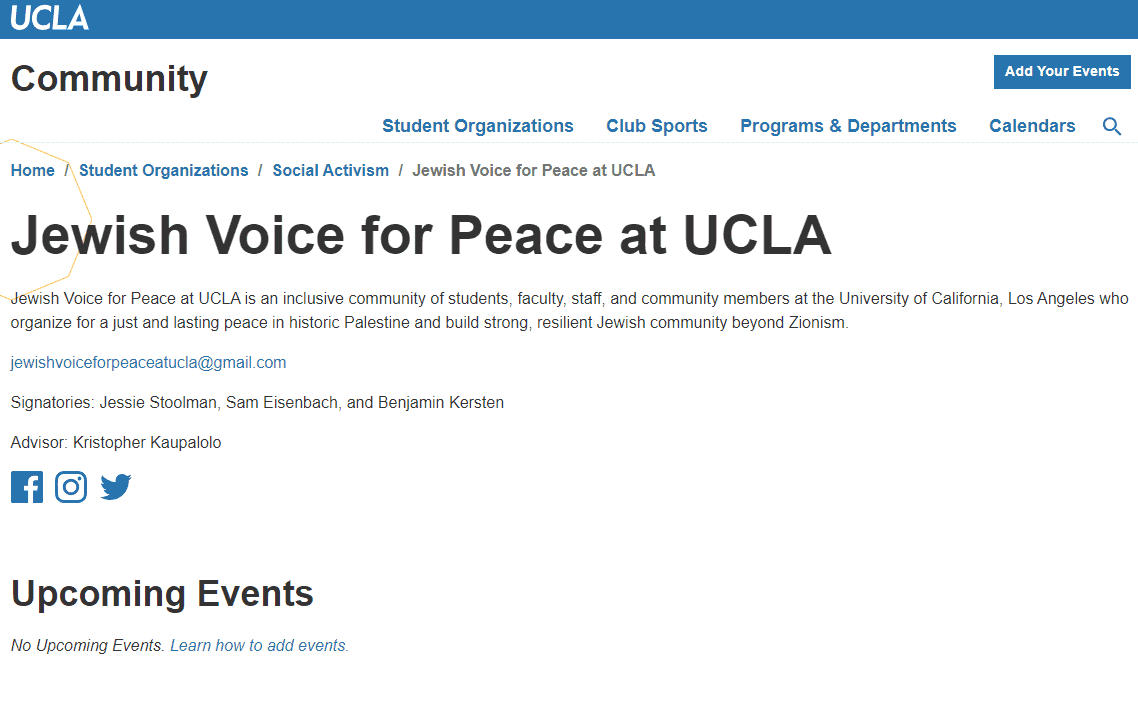 UCLA
Community
Add Your Events
Student Organizations Club Sports Programs & Departments Calendars
Home / Student Organizations / Social Activism / Jewish Voice for Peace at UCLA
Jewish Voice for Peace at UCLA
Jewish Voice for Peace at UCLA is an inclusive community of students, faculty, staff, and community members at the University of California, Los Angeles who
organize for a just and lasting peace in historic Palestine and build strong, resilient Jewish community beyond Zionism.
jewishvoiceforpeaceatucla@gmail.com
Signatories: Jessie Stoolman, Sam Eisenbach, and Benjamin Kersten
Advisor: Kristopher Kaupalolo
Upcoming Events
No Upcoming Events. Learn how to add events.